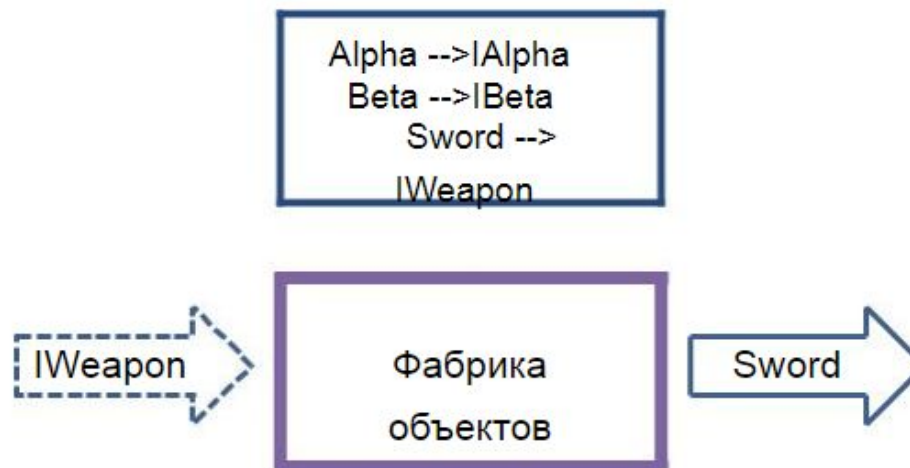 Alpha -->IAlpha
Beta -->IBeta
Sword -->
IWeapon
IWeapon
Фабрика
объектов
Sword